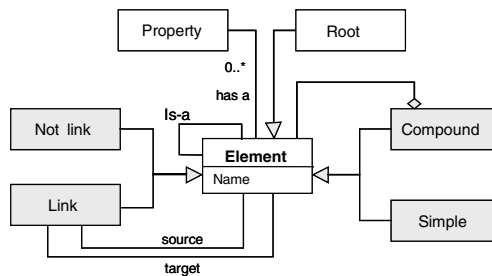 Property
Root
0..*
has a
Is-a
Not link
Element
Compound
Name
Link
Simple
source
target